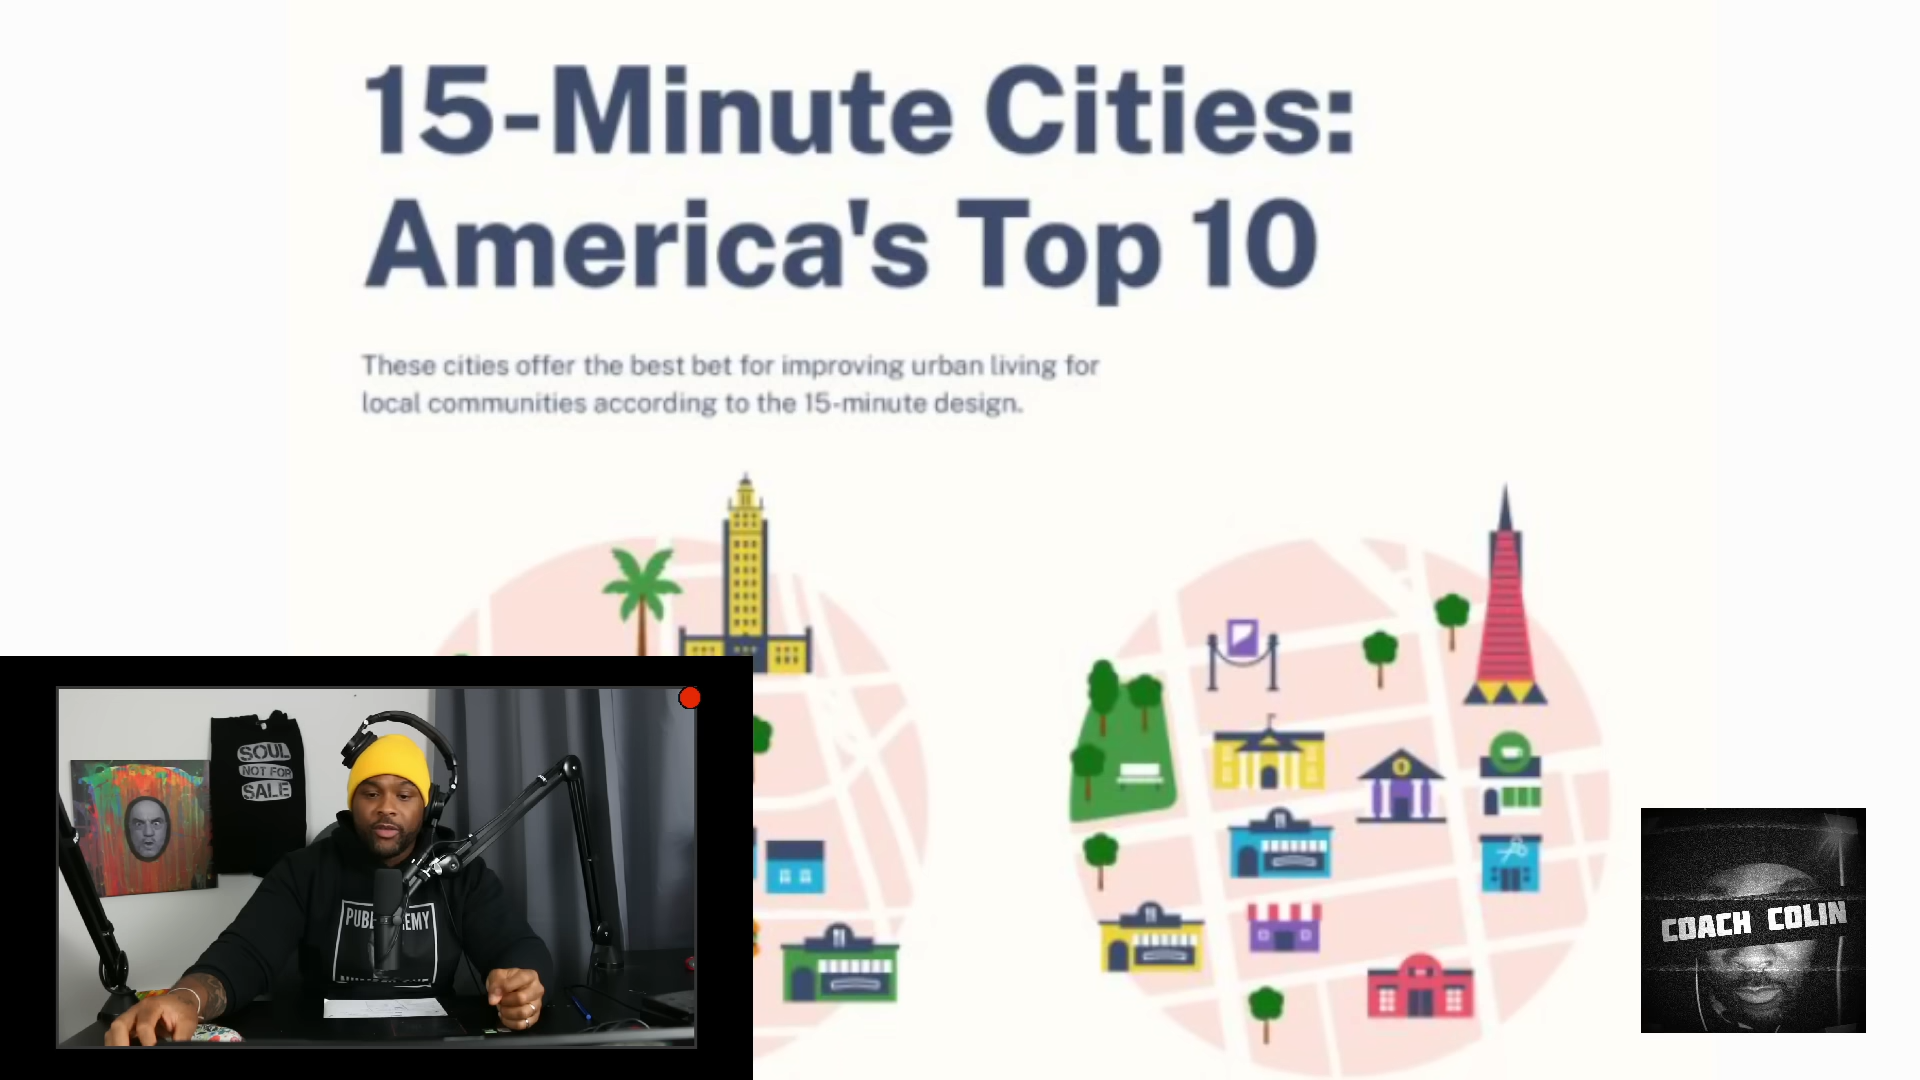 15-Minute Cities:
America's Top 10
These cities offer the best bet for improving urban living for
local communities according to the 15-minute design.
SOUL
NOT FOR
SALE
COACH COLIN